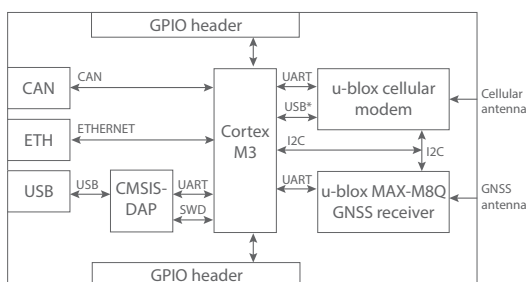 GPIO header
CAN
CAN
UART
u-blox cellular
modem
Cellular
antenna
USB*
ETH
ETHERNET
Cortex
M3
I2C
I2C
USB
USB
CMSIS-
DAP
UART
SWD
UART
u-blox MAX-M8Q
GNSS receiver
GNSS
antenna
GPIO header